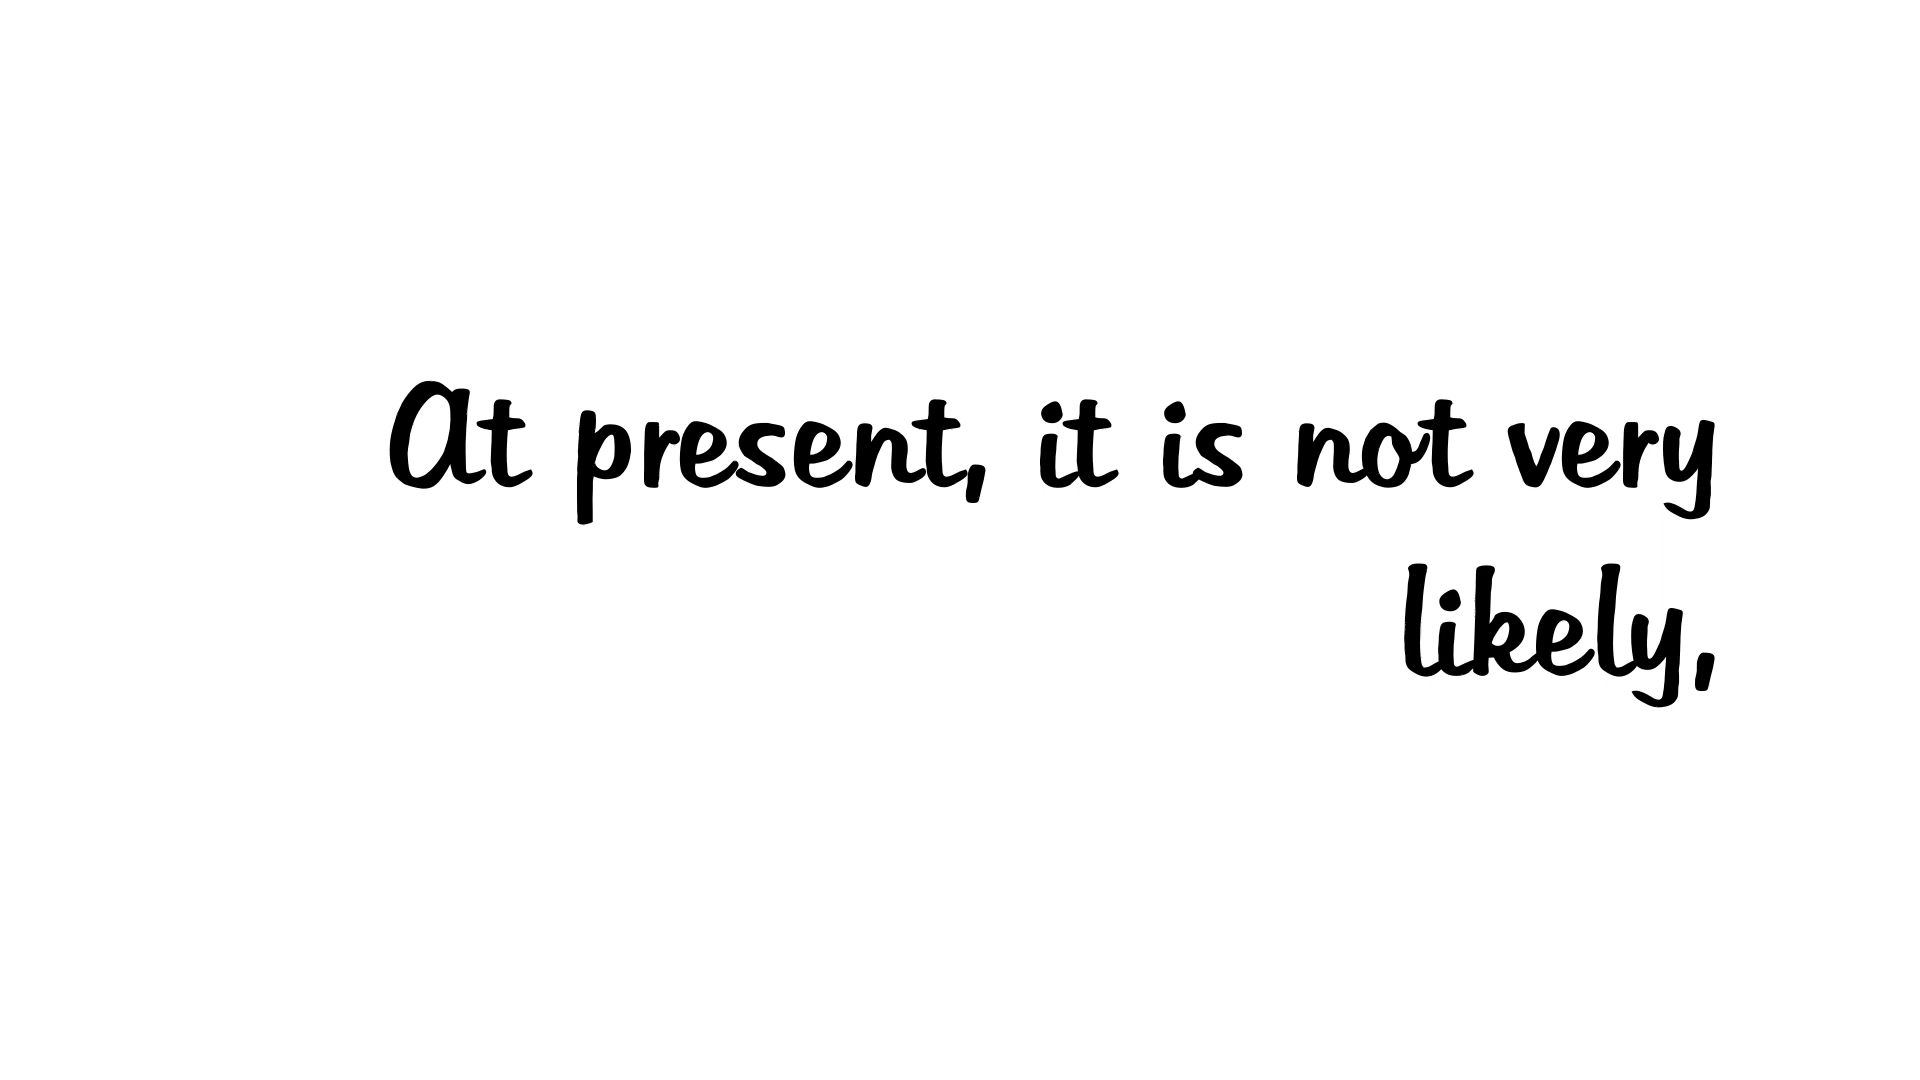 At present, it is not very
likely,